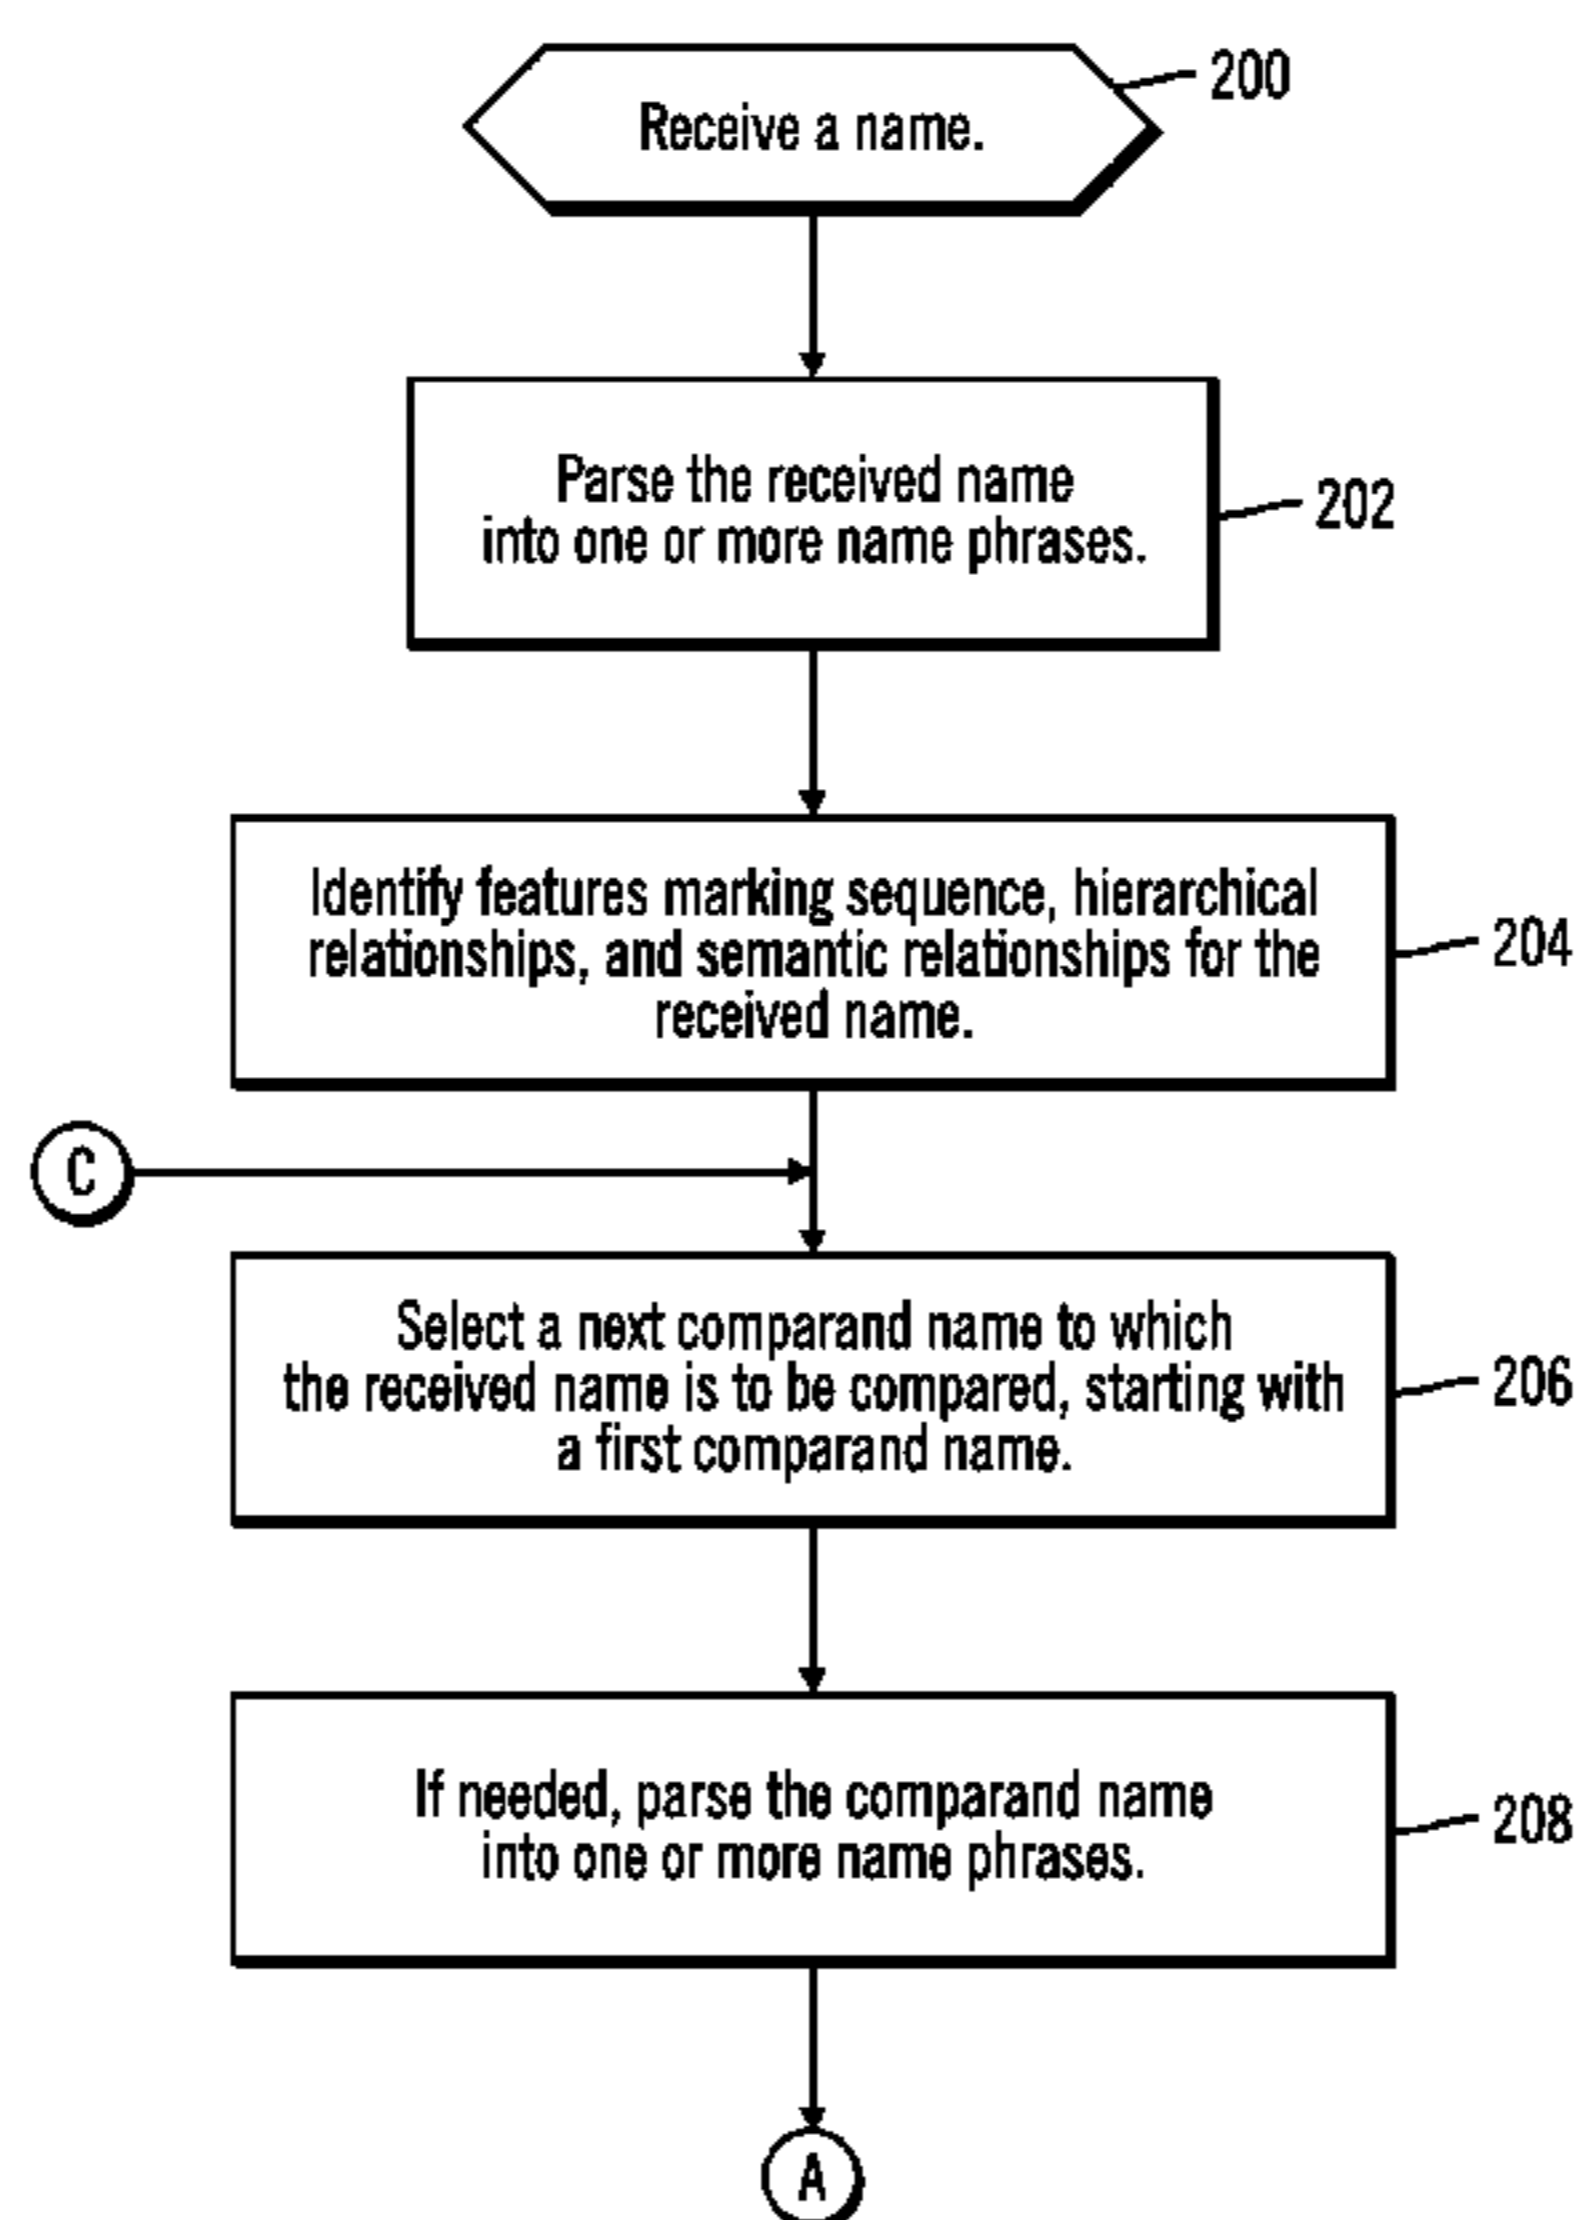 Receive a name.
200
Parse the received name
into one or more name phrases.
202
Identify features marking sequence, hierarchical
relationships, and semantic relationships for the
received name.
204
C
Select a next comparand name to which
the received name is to be compared, starting with
a first comparand name.
206
If needed, parse the comparand name
into one or more name phrases.
208
A